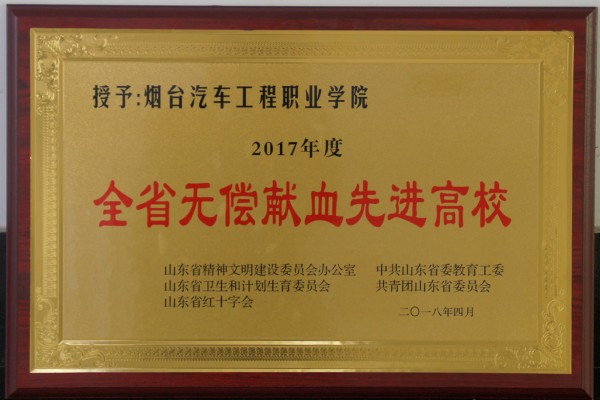 授予:烟台汽车工程职业学院
2017年度
全省无偿献血先进高校
山东省精神文明建设委员会办公室 中共山东省委教育工委
山东省卫生和计划生育委员会 共青团山东省委员会
山东省红十字会
二〇一八年四月